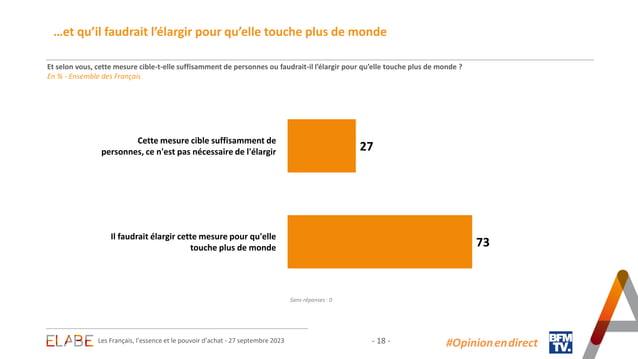 …et qu’il faudrait l’élargir pour qu’elle touche plus de monde
Et selon vous, cette mesure cible-t-elle suffisamment de personnes ou faudrait-il l’élargir pour qu’elle touche plus de monde ?
En % - Ensemble des Français
Cette mesure cible suffisamment de
personnes, ce n'est pas nécessaire de l'élargir
27
Il faudrait élargir cette mesure pour qu'elle
touche plus de monde
73
Sans réponses : 0
ELABE
Les Français, l’essence et le pouvoir d’achat - 27 septembre 2023
- 18 -
#Opinion en direct
BFM
TV.